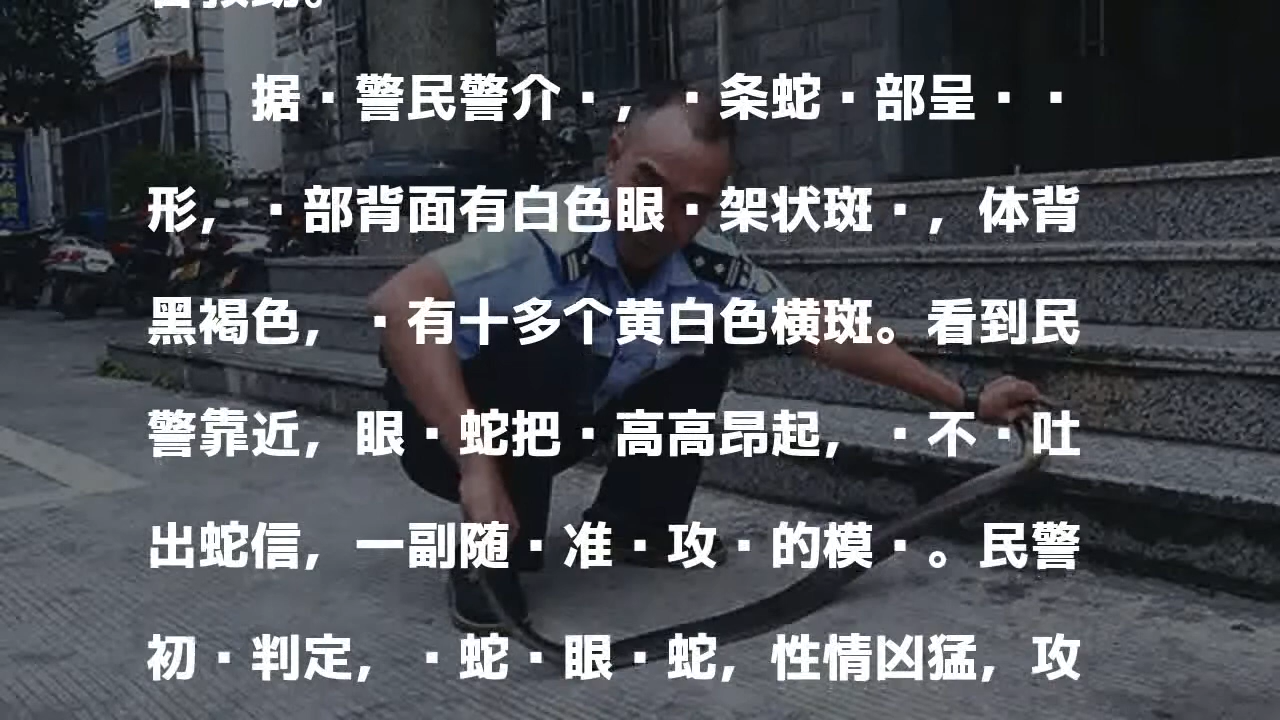 据·警民警介·，·条蛇·部呈··
形，·部背面有白色眼·架状斑·，体背
黑褐色，·有十多个黄白色横斑。看到民
警靠近，眼·蛇把·高高昂起，·不·吐
出蛇信，一副随·准·攻·的模·。民警
初·判定，·蛇·眼·蛇，性情凶猛，攻